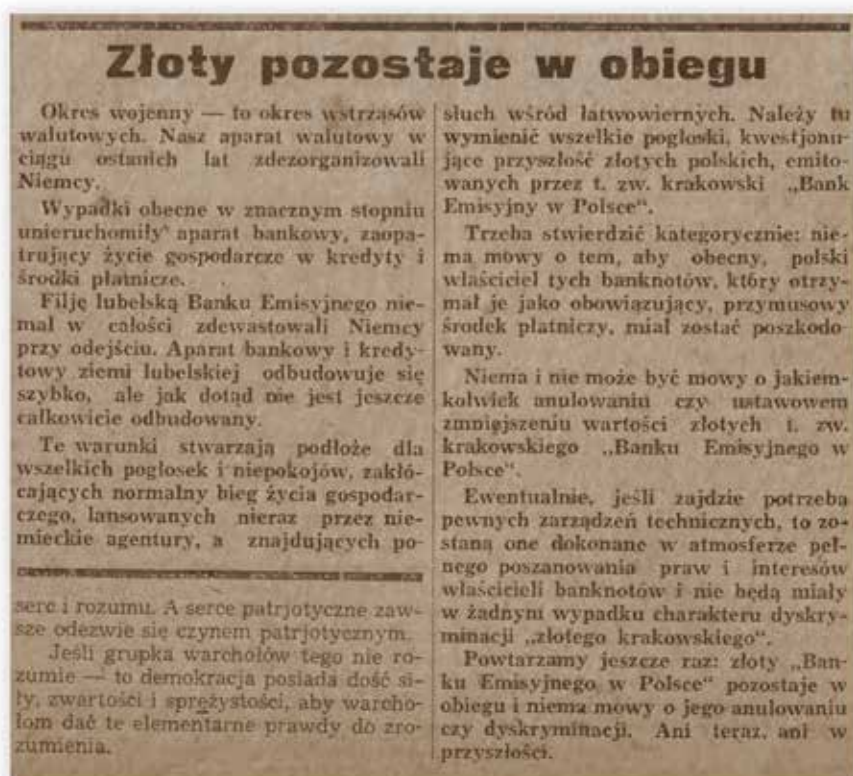 Złoty pozostaje w obiegu
Okres wojenny — to okres wstrząsów
walutowych. Nasz aparat walutowy w
ciągu ostanich lat zdezorganizowali
Niemcy.
Wypadki obecne w znacznym stopniu
unieruchomiły aparat bankowy, zaopa-
trujący życie gospodarcze w kredyty i
środki płatnicze.
Filję lubelską Banku Emisyjnego nie-
mal w całości zdewastowali Niemcy
przy odejściu. Aparat bankowy i kredy-
towy ziemi lubelskiej odbudowuje się
szybko, ale jak dotąd nie jest jeszcze
całkowicie odbudowany.
Te warunki stwarzają podłoże dla
wszelkich pogłosek i niepokojów, zakłó-
cających normalny bieg życia gospodar-
czego, lansowanych nieraz przez nie-
mieckie agentury, a znajdujących po-
słuch wśród łatwowiernych. Należy tu
wymienić wszelkie pogłoski, kwestjonu-
jące przyszłość złotych polskich, emito-
wanych przez t. zw. krakowski „Bank
Emisyjny w Polsce“.
Trzeba stwierdzić kategorycznie: nie-
ma mowy o tem, aby obecny, polski
właściciel tych banknotów, który otrzy-
mał je jako obowiązujący, przymusowy
środek płatniczy, miał zostać poszkodo-
wany.
Niema i nie może być mowy o jakiem-
kolwiek anulowaniu czy ustawowem
zmniejszeniu wartości złotych t. zw.
krakowskiego „Banku Emisyjnego w
Polsce“.
Ewentualnie, jeśli zajdzie potrzeba
pewnych zarządzeń technicznych, to zo-
staną one dokonane w atmosferze peł-
nego poszanowania praw i interesów
właścicieli banknotów i nie będą miały
w żadnym wypadku charakteru dyskry-
minacji „złotego krakowskiego“.
Powtarzamy jeszcze raz: złoty „Ban-
ku Emisyjnego w Polsce“ pozostaje w
obiegu i niema mowy o jego anulowaniu
czy dyskryminacji. Ani teraz, ani w
przyszłości.
serc i rozumu. A serce patrjotyczne zaw-
sze odezwie się czynem patrjotycznym.
Jeśli grupka warchołów tego nie ro-
zumie — to demokracja posiada dość si-
ły, zwartości i sprężystości, aby warcho-
łom dać te elementarne prawdy do zro-
zumienia.